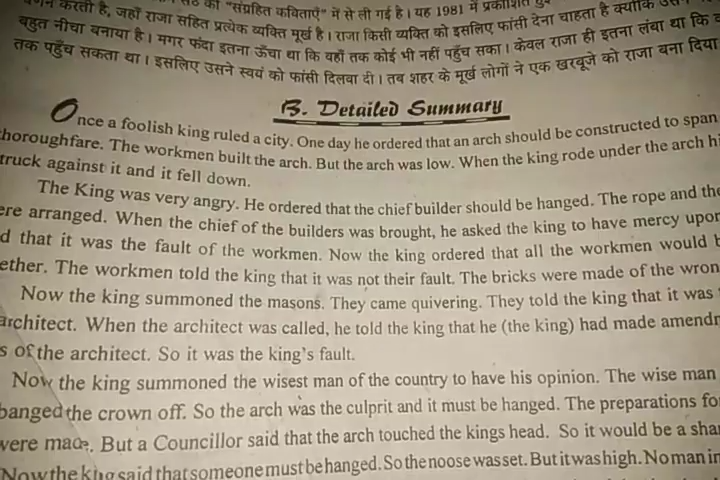 करती है, जहाँ राजा सहित प्रत्येक व्यक्ति मूर्ख है। राजा किसी व्यक्ति को इसलिए फांसी देना चाहता है क्योंकि
"संग्रहित कविताएँ" में से ली गई है। यह 1981 में प्रकाशित
बहुत नीचा बनाया है। मगर फंदा इतना ऊँचा था कि वहाँ तक कोई भी नहीं पहुँच सका। केवल राजा ही इतना लंबा था कि
तक पहुँच सकता था। इसलिए उसने स्वयं को फांसी दिलवा दी। तब शहर के मूर्ख लोगों ने एक खरबूजे को राजा बना दिया
B. Detailed Summary
Once a foolish king ruled a city. One day he ordered that an arch should be constructed to span
thoroughfare. The workmen built the arch. But the arch was low. When the king rode under the arch hi
truck against it and it fell down.
The King was very angry. He ordered that the chief builder should be hanged. The rope and the
ere arranged. When the chief of the builders was brought, he asked the king to have mercy upon
d that it was the fault of the workmen. Now the king ordered that all the workmen would b
ether. The workmen told the king that it was not their fault. The bricks were made of the wron
Now the king summoned the masons. They came quivering. They told the king that it was
architect. When the architect was called, he told the king that he (the king) had made amendm
s of the architect. So it was the king's fault.
Now the king summoned the wisest man of the country to have his opinion. The wise man
banged the crown off. So the arch was the culprit and it must be hanged. The preparations fo
were made. But a Councillor said that the arch touched the kings head. So it would be a sha
Now the king said that someone must be hanged. So the noose was set. But it was high. No man in